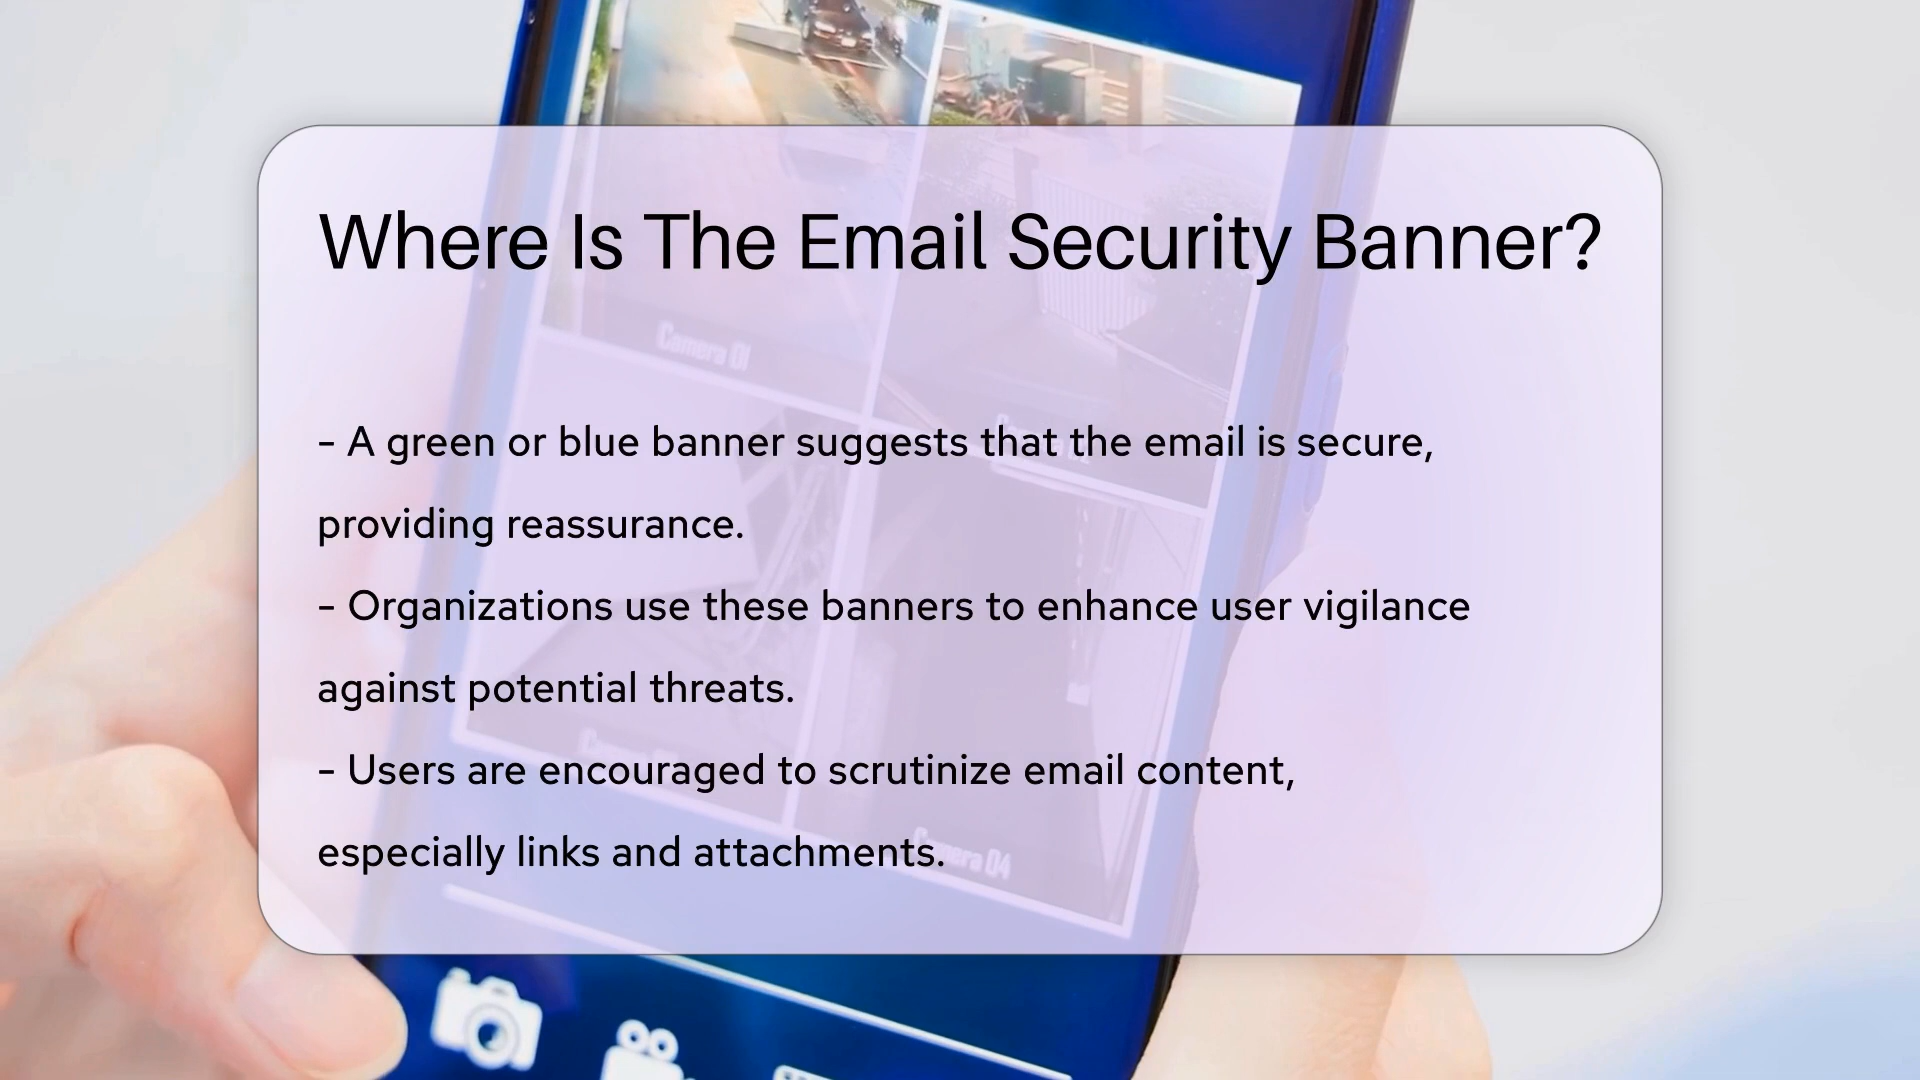 Where Is The Email Security Banner?
Camera 01
- A green or blue banner suggests that the email is secure,
providing reassurance.
- Organizations use these banners to enhance user vigilance
against potential threats.
- Users are encouraged to scrutinize email content,
especially links and attachments.
Camera 04